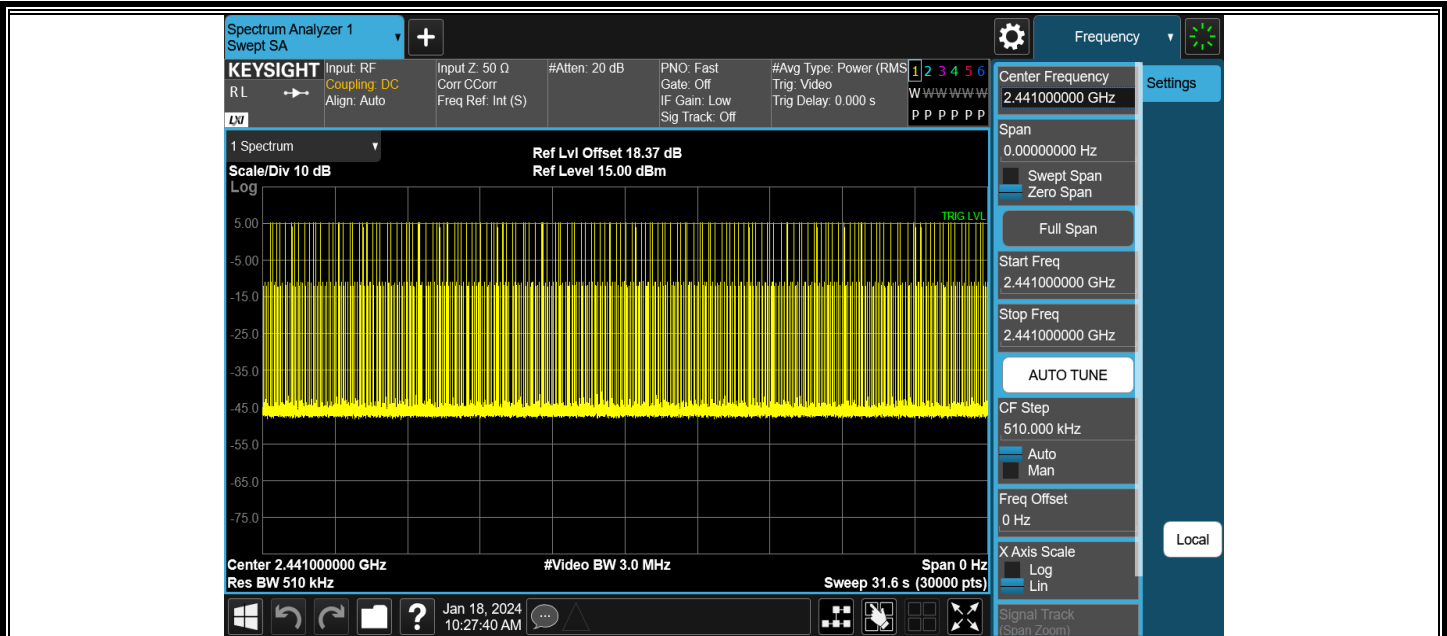 Spectrum Analyzer 1
Swept SA
Frequency
KEYSIGHT
RL
LXI
Input: RF
Coupling: DC
Align: Auto
Input Z: 50 Ω
Corr CCorr
Freq Ref: Int (S)
#Atten: 20 dB
PNO: Fast
Gate: Off
IF Gain: Low
Sig Track: Off
#Avg Type: Power (RMS
Trig: Video
Trig Delay: 0.000 s
1 2 3 4 5 6
W W W W W W
P P P P P P
1 Spectrum
Scale/Div 10 dB
Log
Ref Lvl Offset 18.37 dB
Ref Level 15.00 dBm
TRIG LVL
5.00
-5.00
-15.0
-25.0
-35.0
-45.0
-55.0
-65.0
-75.0
Center 2.441000000 GHz
Res BW 510 kHz
#Video BW 3.0 MHz
Span 0 Hz
Sweep 31.6 s (30000 pts)
Jan 18, 2024
10:27:40 AM
Center Frequency
2.441000000 GHz
Settings
Span
0.00000000 Hz
Swept Span
Zero Span
Full Span
Start Freq
2.441000000 GHz
Stop Freq
2.441000000 GHz
AUTO TUNE
CF Step
510.000 kHz
Auto
Man
Freq Offset
0 Hz
Local
X Axis Scale
Log
Lin
Signal Track
(Span Zoom)